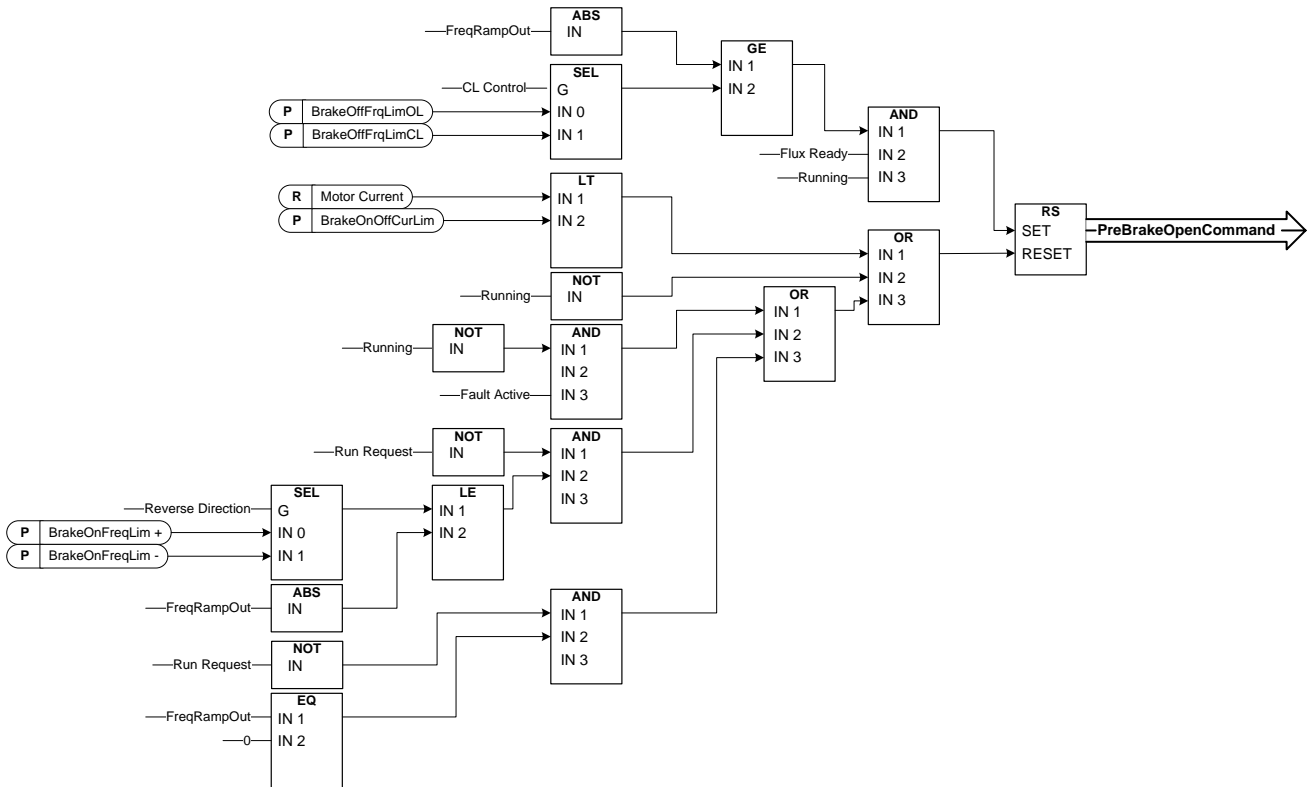 ABS
FreqRampOut IN
GE
IN 1
SEL
CL Control G IN 2
P BrakeOffFrqLimOL IN 0
P BrakeOffFrqLimCL IN 1
AND
IN 1
Flux Ready IN 2
Running IN 3
LT
R Motor Current IN 1
P BrakeOnOffCurLim IN 2
RS
SET PreBrakeOpenCommand
RESET
OR
IN 1
IN 2
IN 3
NOT
Running IN
OR
IN 1
IN 2
IN 3
NOT
Running IN
AND
IN 1
IN 2
Fault Active IN 3
NOT
Run Request IN
AND
IN 1
IN 2
IN 3
SEL
Reverse Direction G
P BrakeOnFreqLim + IN 0
P BrakeOnFreqLim - IN 1
LE
IN 1
IN 2
ABS
FreqRampOut IN
AND
IN 1
IN 2
IN 3
NOT
Run Request IN
EQ
FreqRampOut IN 1
0 IN 2